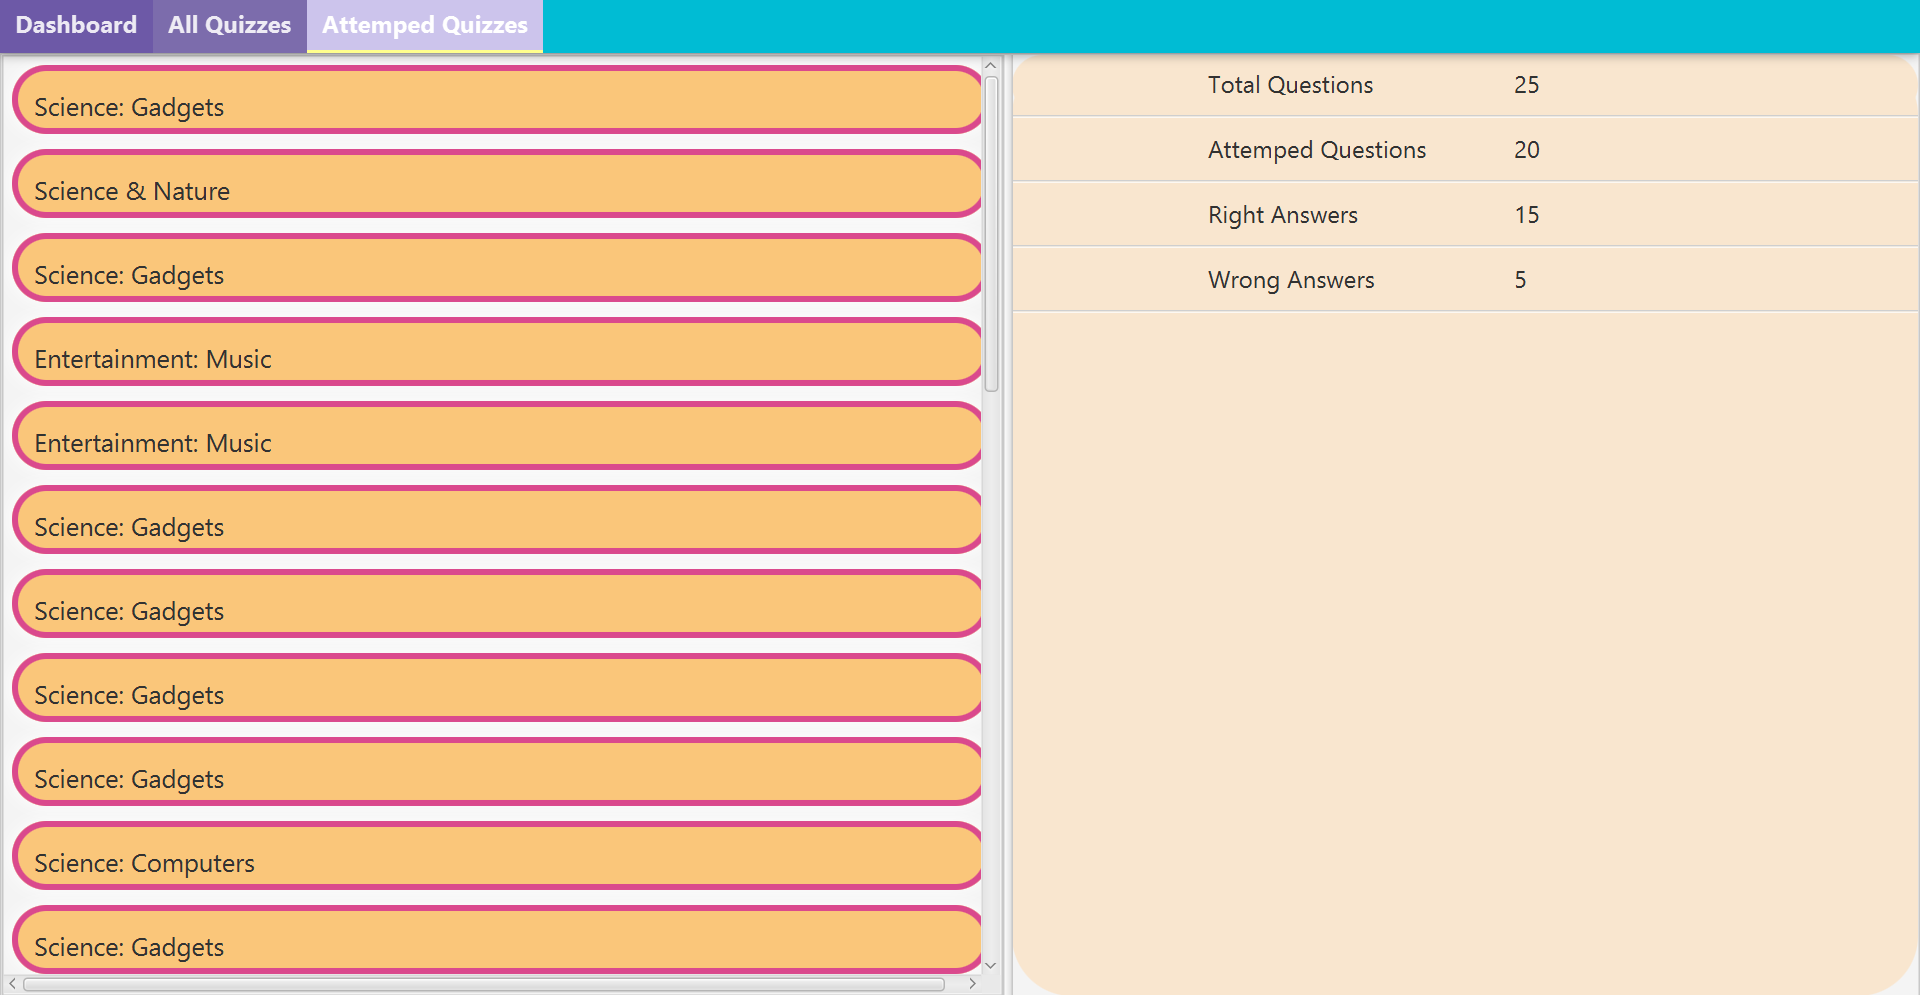 Dashboard All Quizzes Attemped Quizzes
Science: Gadgets
Science & Nature
Science: Gadgets
Entertainment: Music
Entertainment: Music
Science: Gadgets
Science: Gadgets
Science: Gadgets
Science: Gadgets
Science: Computers
Science: Gadgets
Total Questions 25
Attemped Questions 20
Right Answers 15
Wrong Answers 5